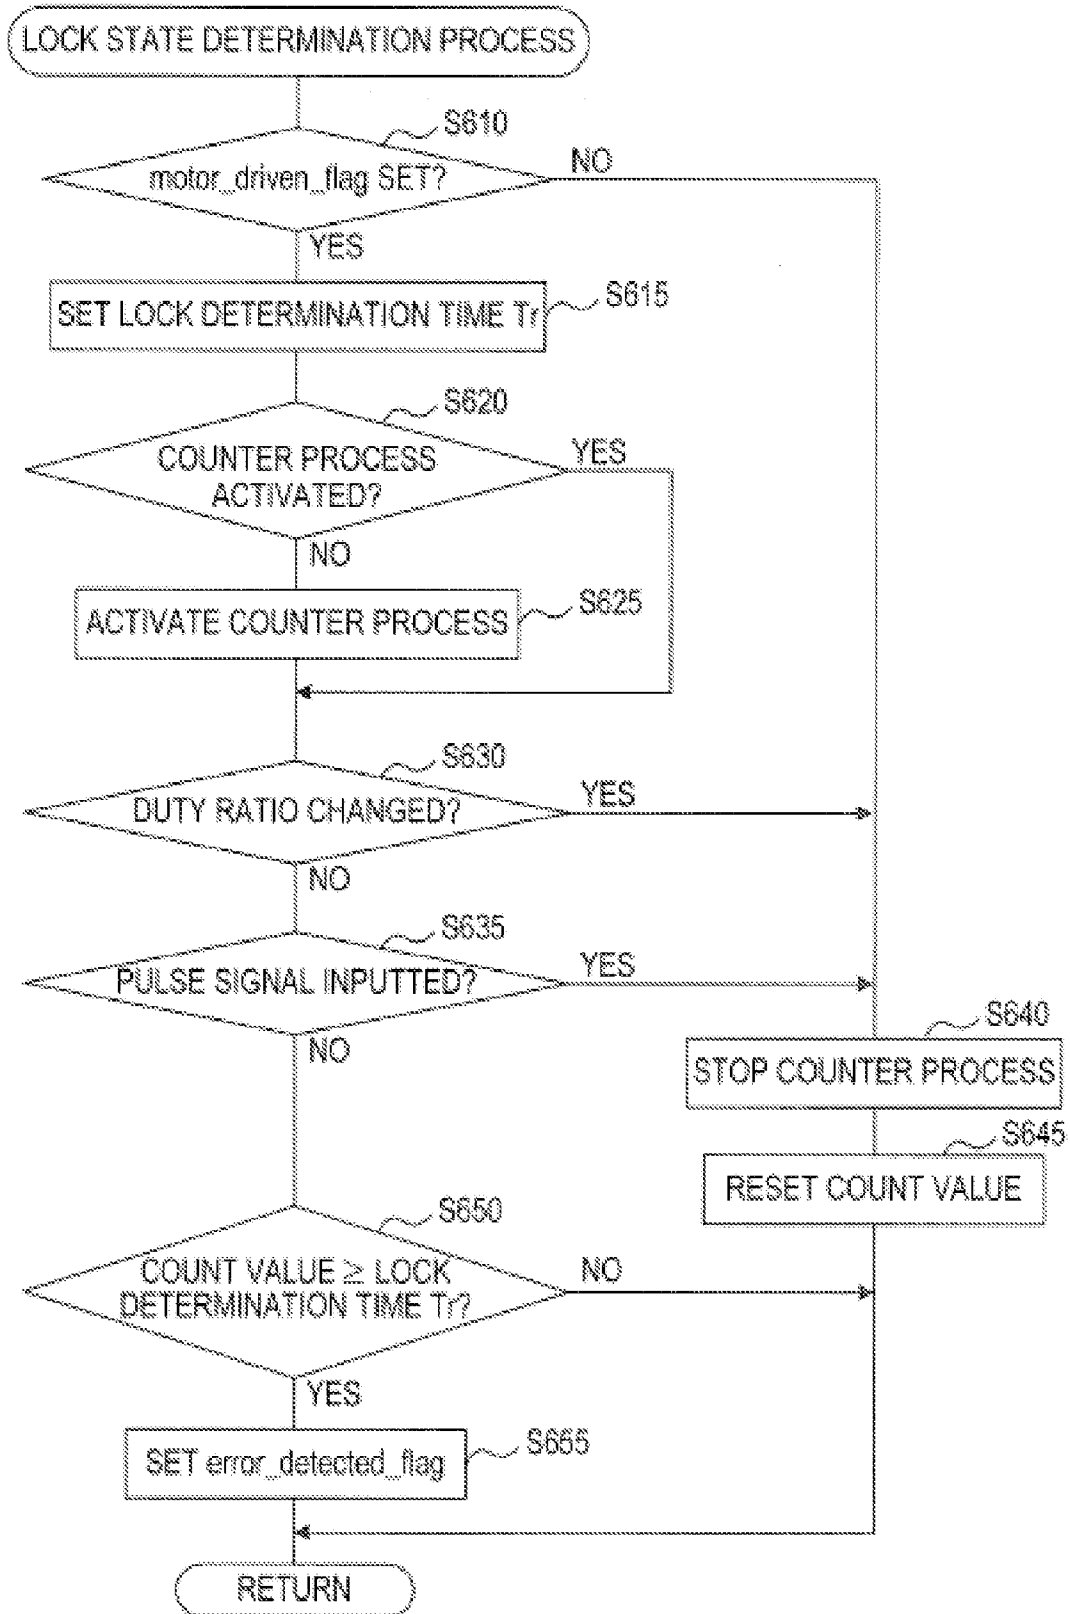 LOCK STATE DETERMINATION PROCESS
S610
motor_driven_flag SET?
NO
YES
SET LOCK DETERMINATION TIME Tr
S615
S620
COUNTER PROCESS
ACTIVATED?
YES
NO
ACTIVATE COUNTER PROCESS
S625
S630
DUTY RATIO CHANGED?
YES
NO
S635
PULSE SIGNAL INPUTTED?
YES
NO
S640
STOP COUNTER PROCESS
S645
RESET COUNT VALUE
S650
COUNT VALUE ≥ LOCK
DETERMINATION TIME Tr?
NO
YES
SET error_detected_flag
S655
RETURN